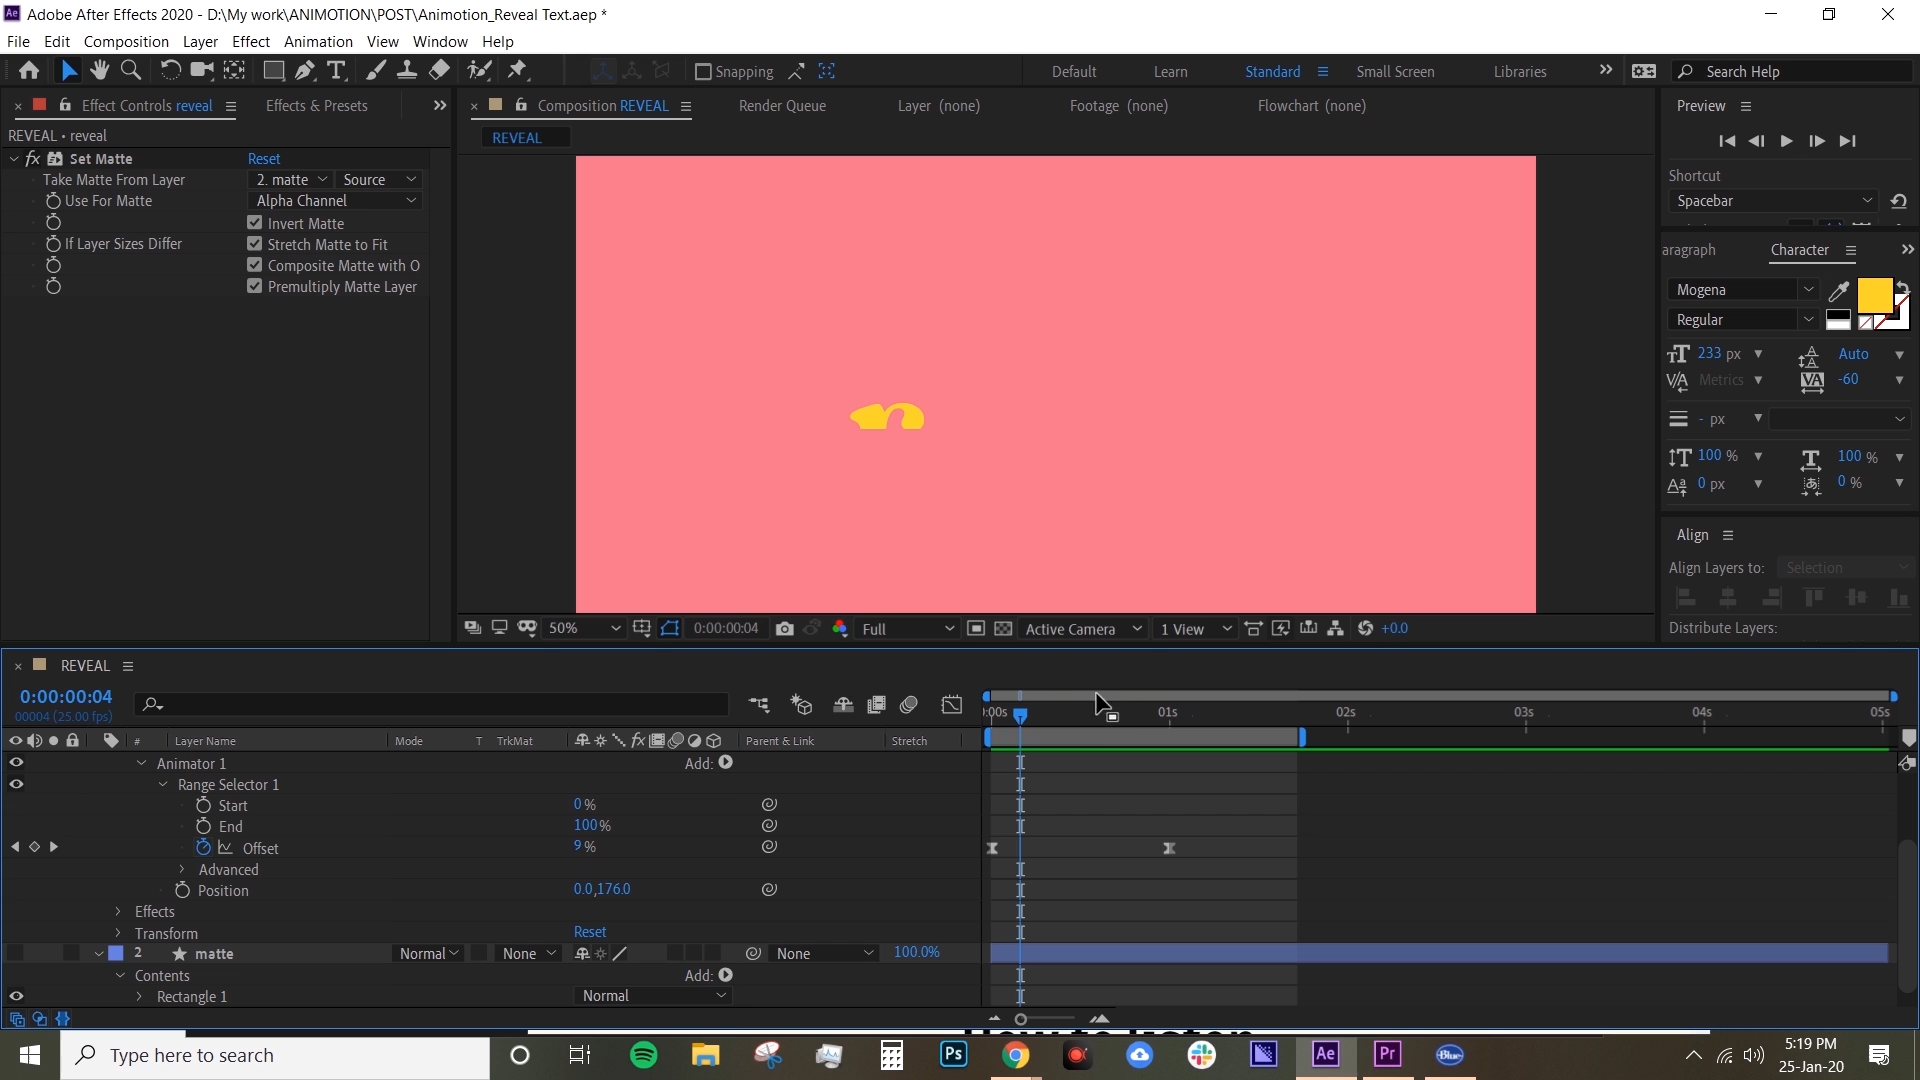 Adobe After Effects 2020 - D:\My work\ANIMOTION\POST\Animotion_Reveal Text.aep *
File Edit Composition Layer Effect Animation View Window Help
Snapping Default Learn Standard Small Screen Libraries Search Help
Effect Controls reveal Effects & Presets
REVEAL • reveal
fx Set Matte Reset
Take Matte From Layer 2. matte Source
Use For Matte Alpha Channel
Invert Matte
If Layer Sizes Differ Stretch Matte to Fit
Composite Matte with O
Premultiply Matte Layer
Composition REVEAL Render Queue Layer (none) Footage (none) Flowchart (none)
REVEAL
n
50% 0:00:00:04 Full Active Camera 1 View +0.0
Preview
Shortcut
Spacebar
aragraph Character
Mogena
Regular
233 px Auto
Metrics -60
- px
100 % 100 %
0 px 0 %
Align
Align Layers to: Selection
Distribute Layers:
REVEAL
0:00:00:04
00004 (25.00 fps)
# Layer Name Mode T TrkMat fx Parent & Link Stretch
):00s 01s 02s 03s 04s 05s
Animator 1 Add:
Range Selector 1
Start 0%
End 100%
Offset 9%
Advanced
Position 0.0,176.0
Effects
Transform Reset
2 matte Normal None None 100.0%
Contents Add:
Rectangle 1 Normal
Type here to search
Ps Ae Pr Blue
5:19 PM
25-Jan-20